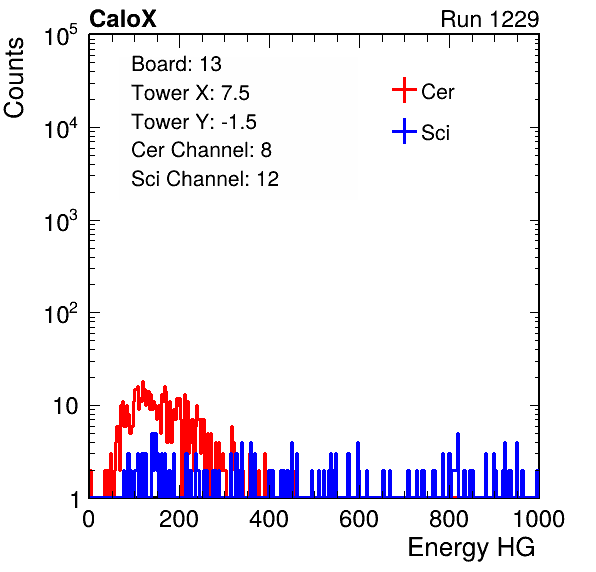 CaloX Run 1229
Board: 13
Tower X: 7.5
Tower Y: -1.5
Cer Channel: 8
Sci Channel: 12
Cer
Sci
Counts
10^5
10^4
10^3
10^2
10
1
0 200 400 600 800 1000
Energy HG